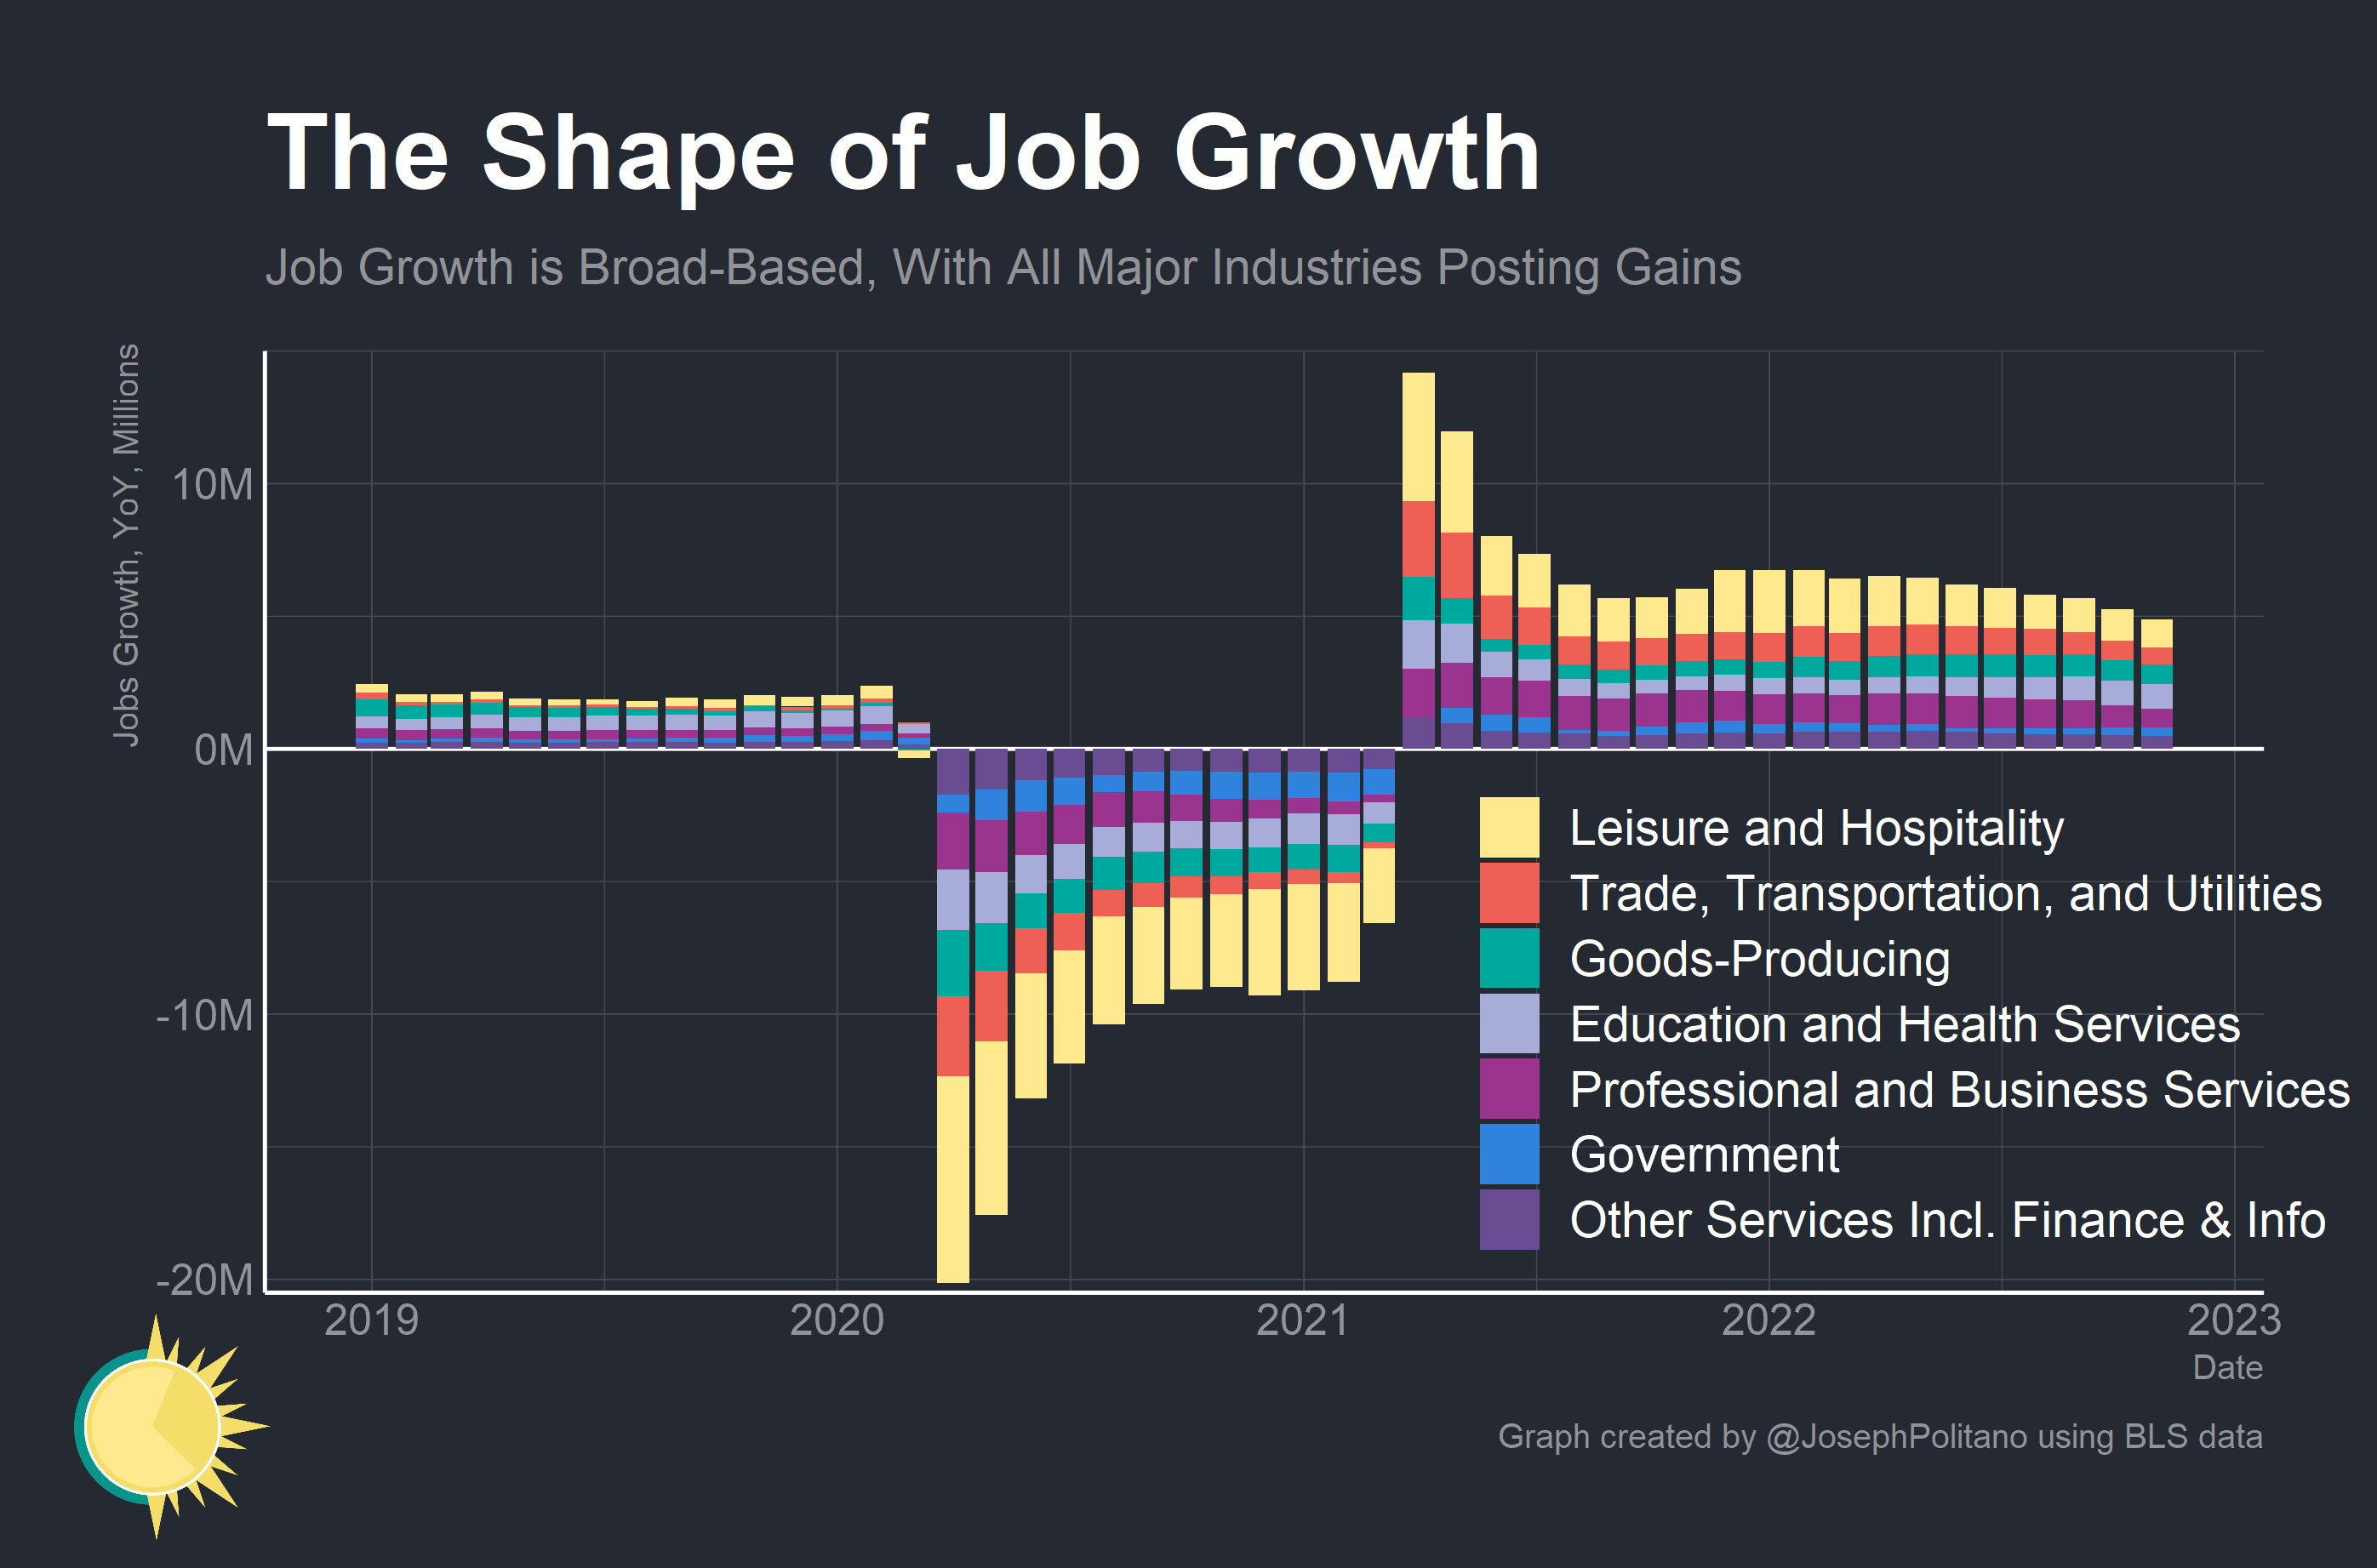 The Shape of Job Growth
Job Growth is Broad-Based, With All Major Industries Posting Gains
Jobs Growth, YoY, Millions
10M
0M
-10M
-20M
Leisure and Hospitality
Trade, Transportation, and Utilities
Goods-Producing
Education and Health Services
Professional and Business Services
Government
Other Services Incl. Finance & Info
2019 2020 2021 2022 2023
Date
Graph created by @JosephPolitano using BLS data